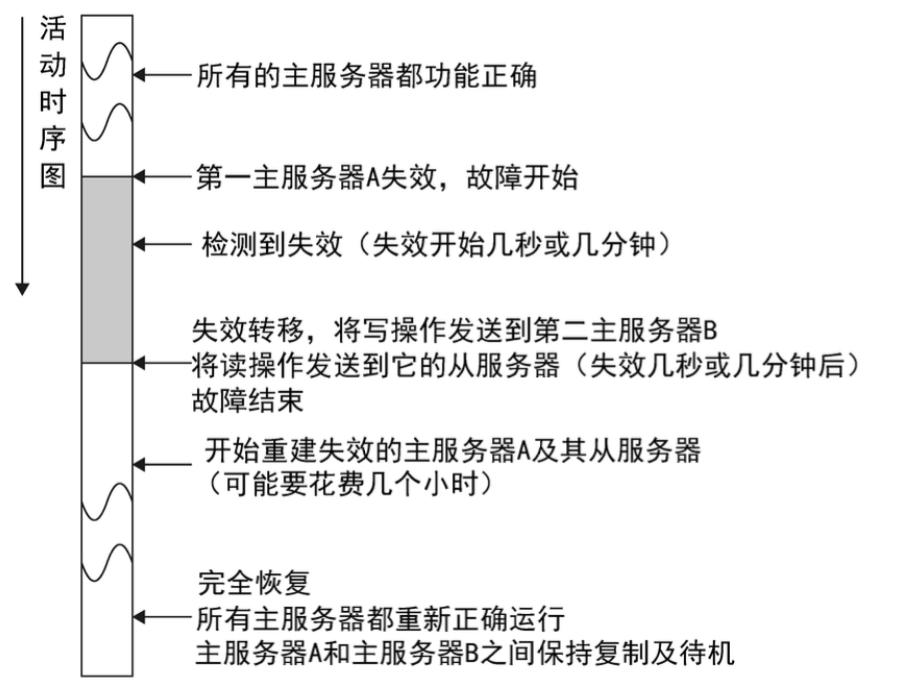 活动时序图
所有的主服务器都功能正确
第一主服务器A失效，故障开始
检测到失效（失效开始几秒或几分钟）
失效转移，将写操作发送到第二主服务器B
将读操作发送到它的从服务器（失效几秒或几分钟后）
故障结束
开始重建失效的主服务器A及其从服务器
（可能要花费几个小时）
完全恢复
所有主服务器都重新正确运行
主服务器A和主服务器B之间保持复制及待机